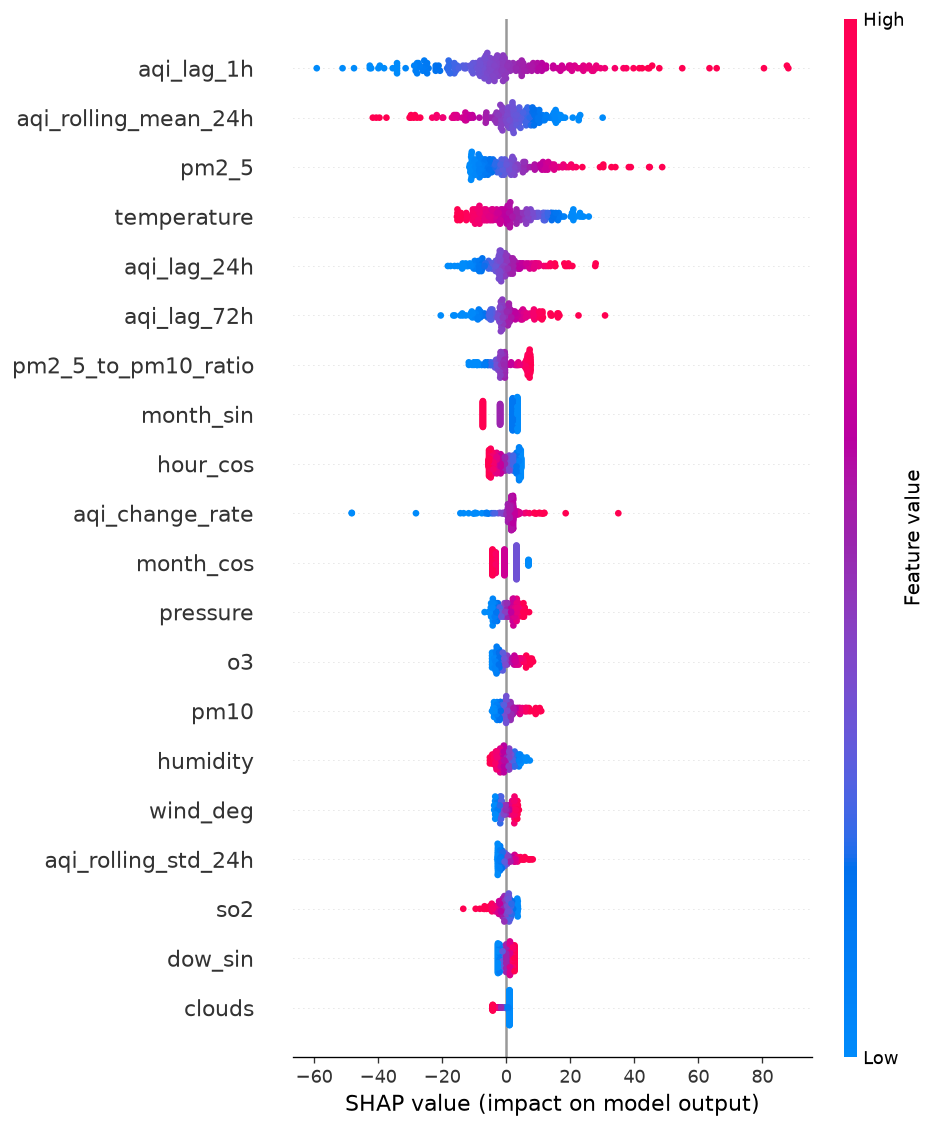 High
aqi_lag_1h
aqi_rolling_mean_24h
pm2_5
temperature
aqi_lag_24h
aqi_lag_72h
pm2_5_to_pm10_ratio
month_sin
hour_cos
aqi_change_rate
month_cos
pressure
o3
pm10
humidity
wind_deg
aqi_rolling_std_24h
so2
dow_sin
clouds
Feature value
Low
−60 −40 −20 0 20 40 60 80
SHAP value (impact on model output)